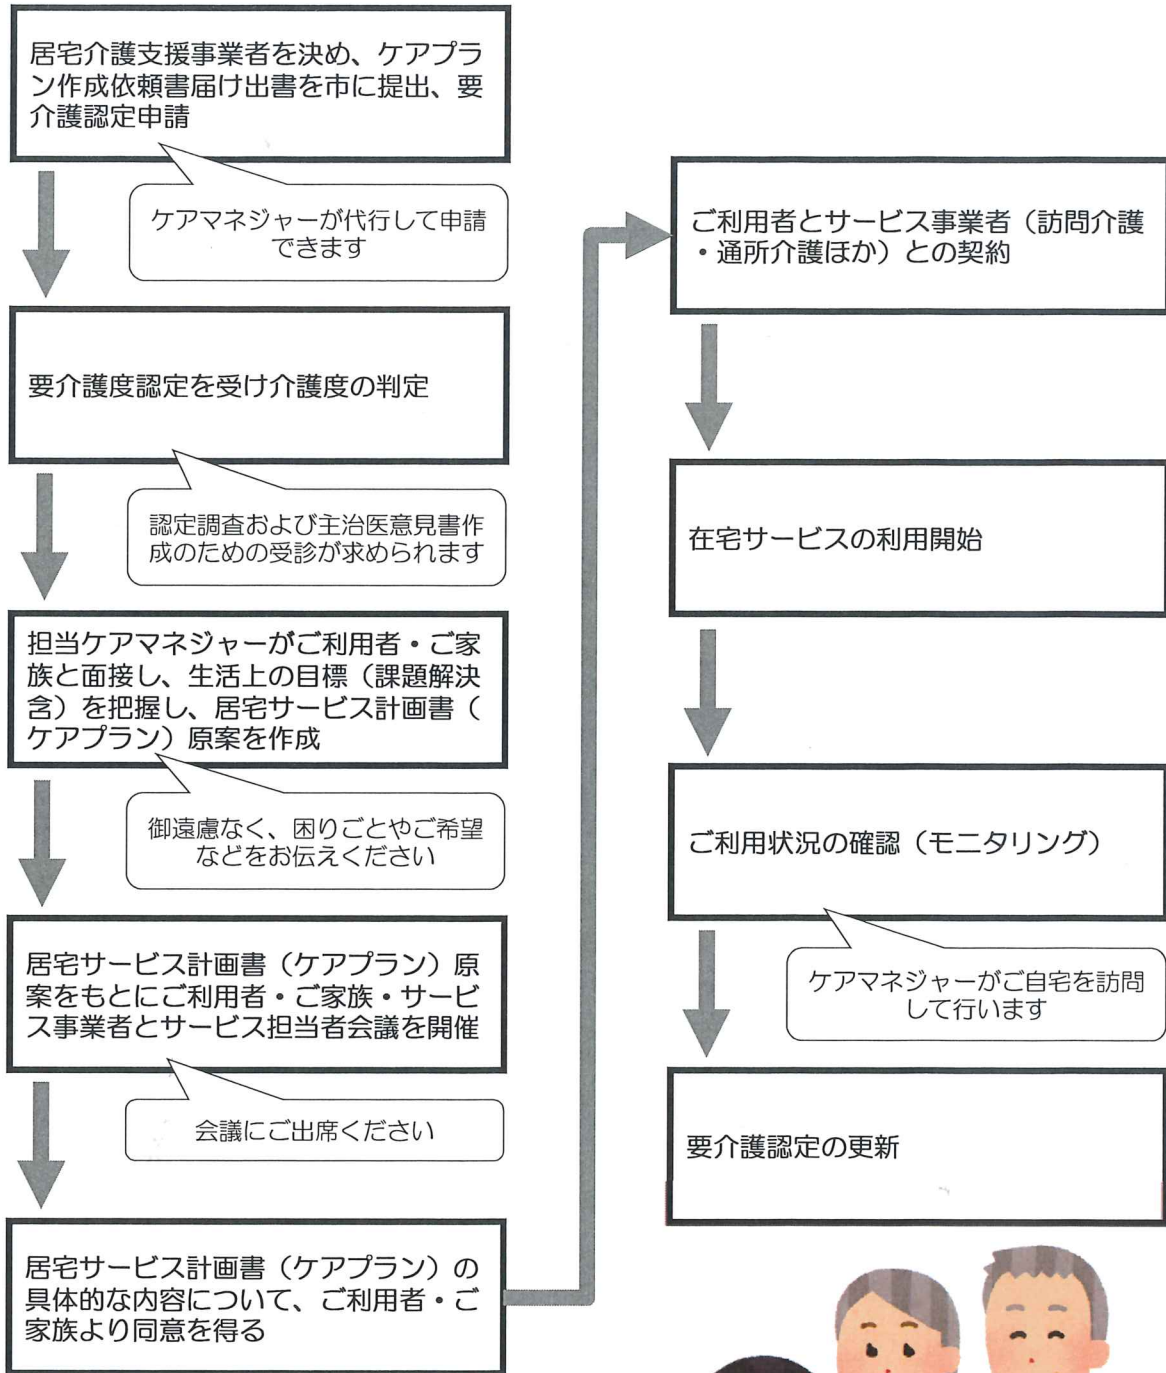 居宅介護支援事業者を決め、ケアプラ
ン作成依頼書届け出書を市に提出、要
介護認定申請
ケアマネジャーが代行して申請
できます
要介護度認定を受け介護度の判定
認定調査および主治医意見書作
成のための受診が求められます
担当ケアマネジャーがご利用者・ご家
族と面接し、生活上の目標（課題解決
含）を把握し、居宅サービス計画書（
ケアプラン）原案を作成
御遠慮なく、困りごとやご希望
などをお伝えください
居宅サービス計画書（ケアプラン）原
案をもとにご利用者・ご家族・サービ
ス事業者とサービス担当者会議を開催
会議にご出席ください
居宅サービス計画書（ケアプラン）の
具体的な内容について、ご利用者・ご
家族より同意を得る
ご利用者とサービス事業者（訪問介護
・通所介護ほか）との契約
在宅サービスの利用開始
ご利用状況の確認（モニタリング）
ケアマネジャーがご自宅を訪問
して行います
要介護認定の更新